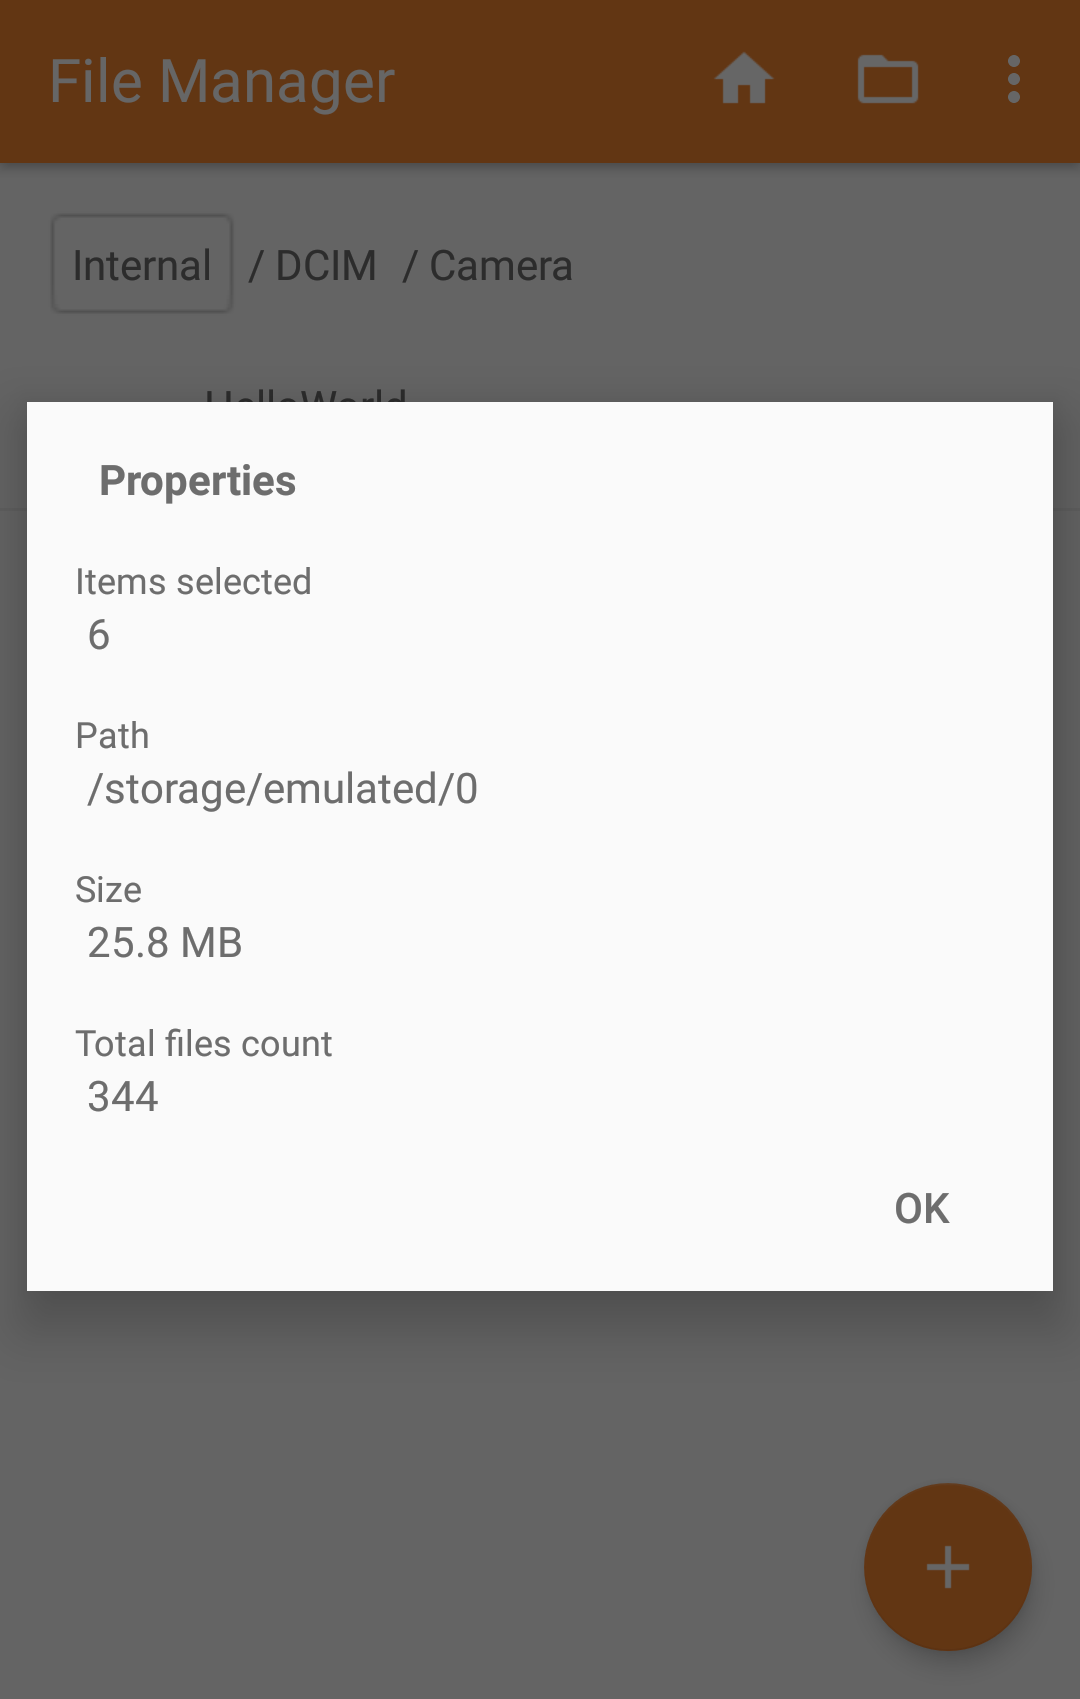 File Manager
Internal / DCIM / Camera
HelloWorld
Properties
Items selected
6
Path
/storage/emulated/0
Size
25.8 MB
Total files count
344
OK